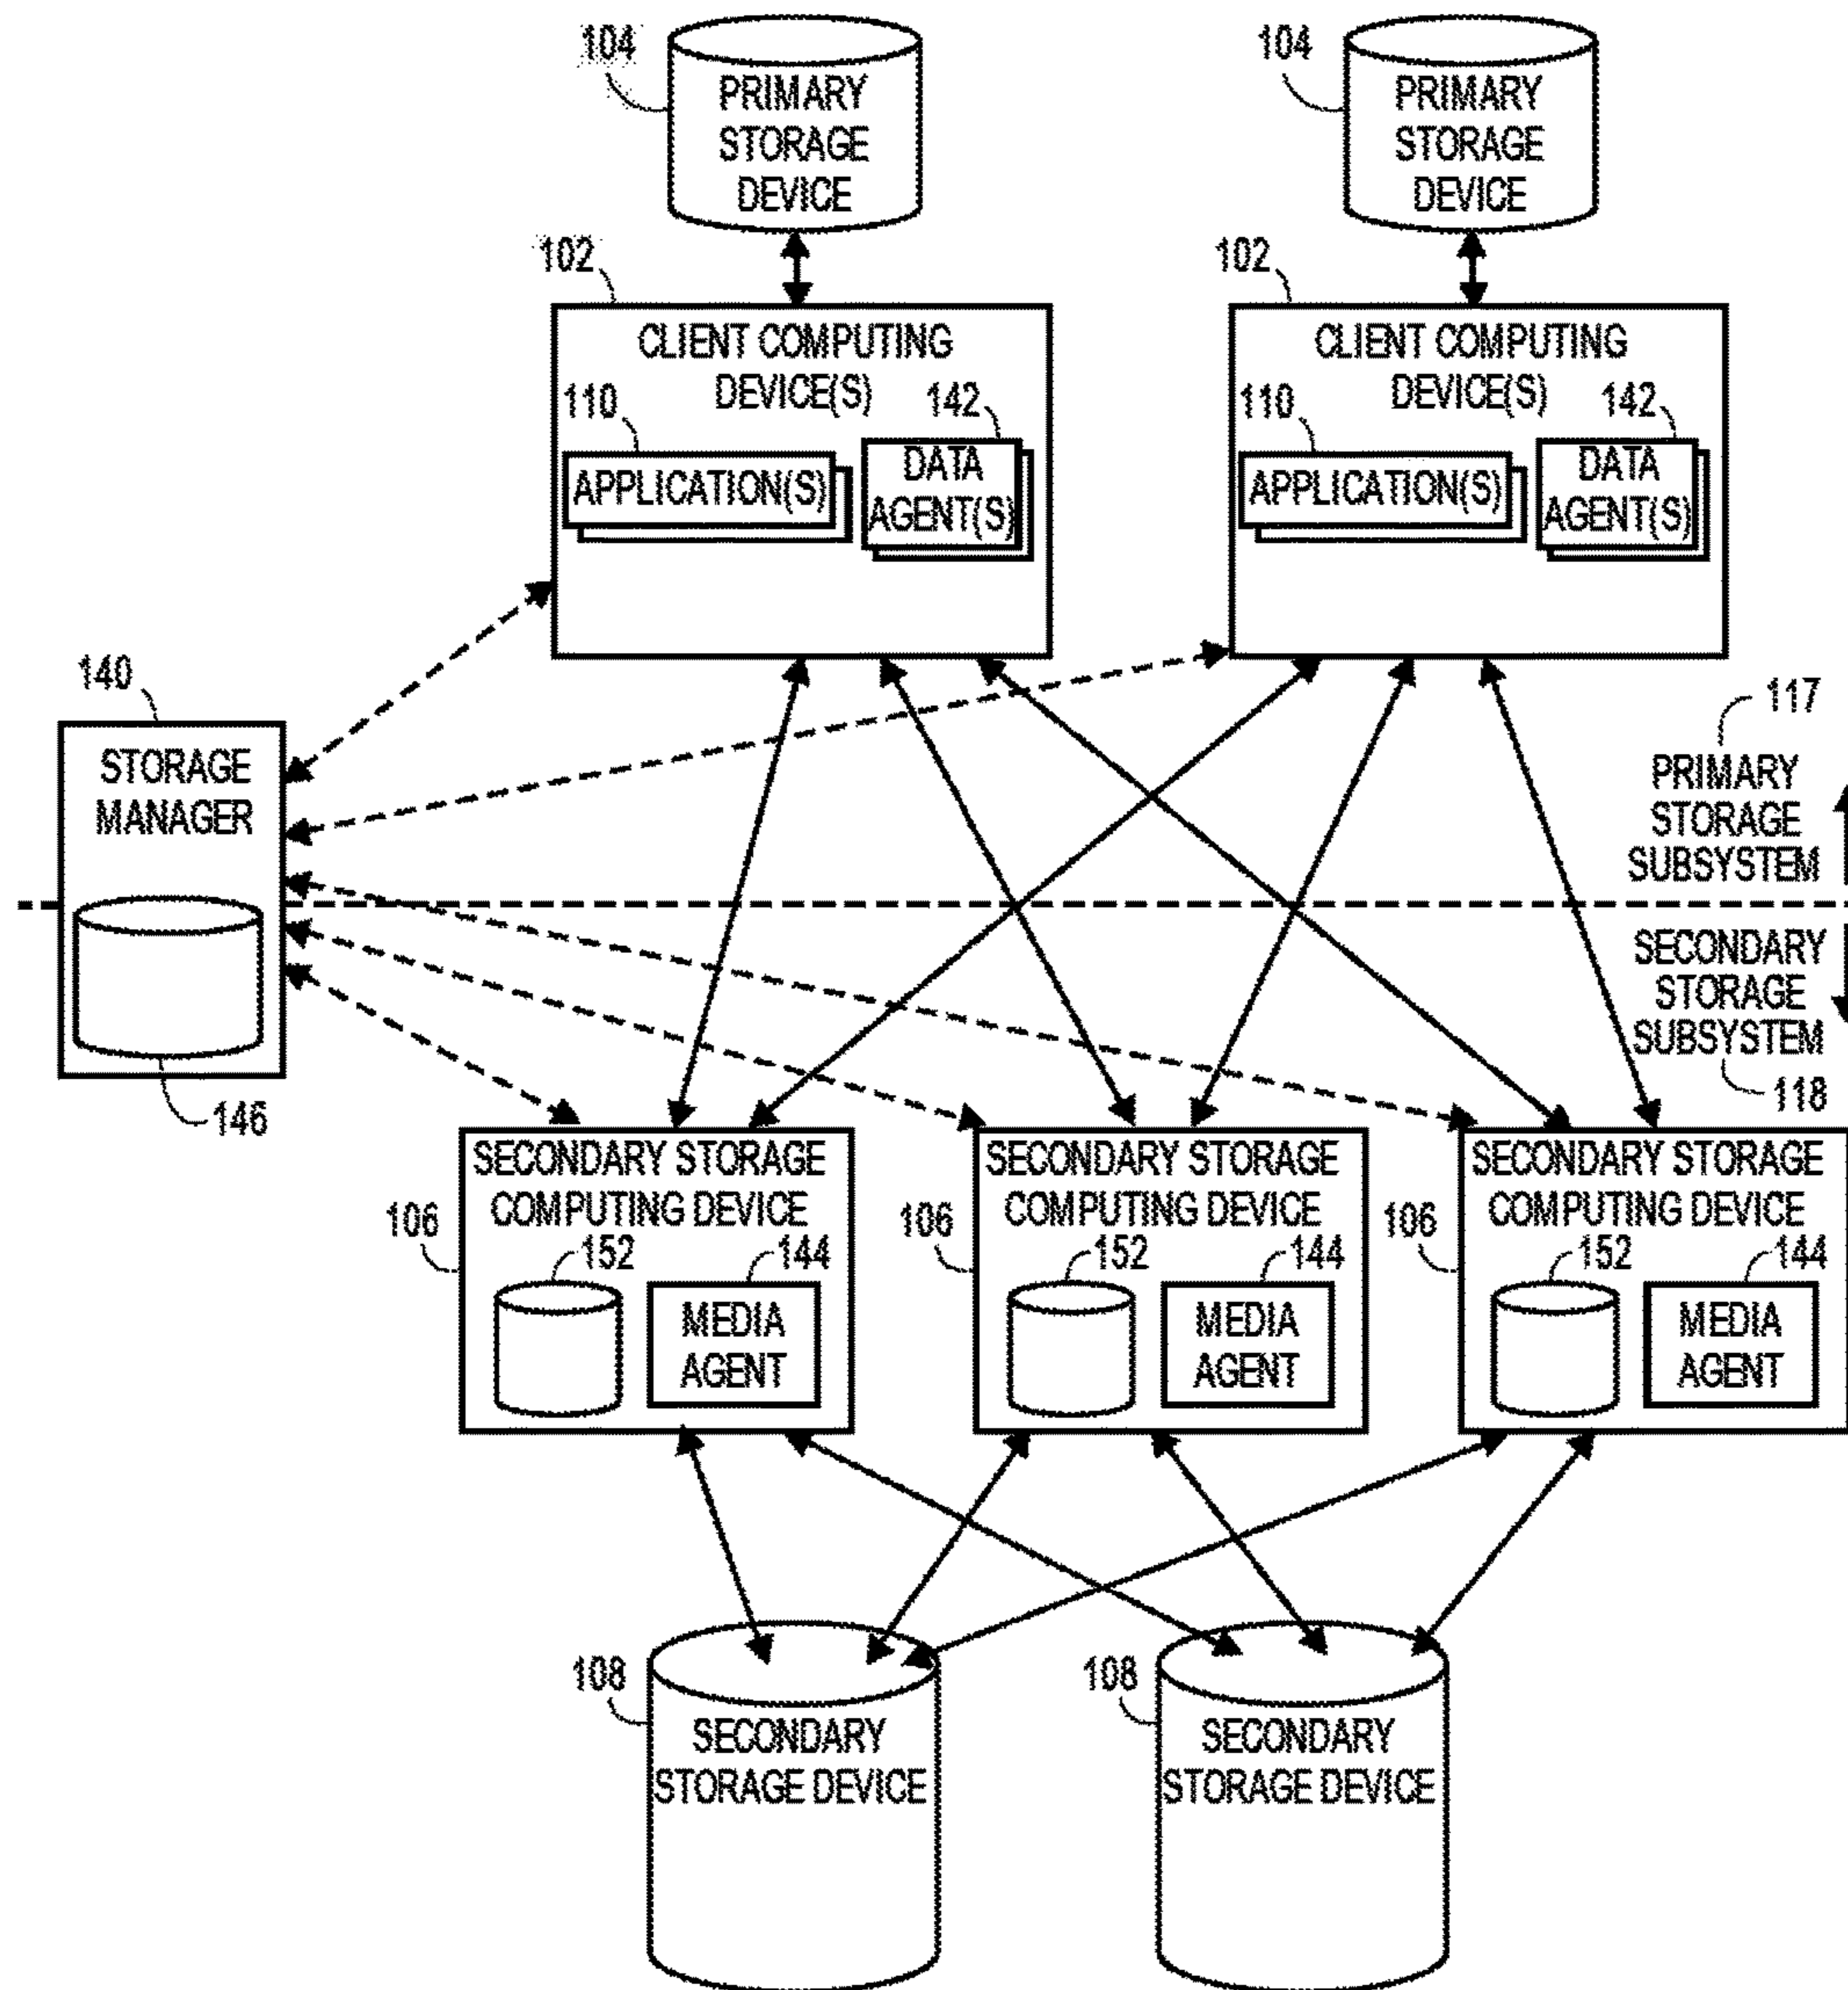 104
PRIMARY
STORAGE
DEVICE
104
PRIMARY
STORAGE
DEVICE
102
CLIENT COMPUTING
DEVICE(S)
110
142
APPLICATION(S)
DATA
AGENT(S)
102
CLIENT COMPUTING
DEVICE(S)
110
142
APPLICATION(S)
DATA
AGENT(S)
140
STORAGE
MANAGER
146
117
PRIMARY
STORAGE
SUBSYSTEM
SECONDARY
STORAGE
SUBSYSTEM
118
106
SECONDARY STORAGE
COMPUTING DEVICE
152
144
MEDIA
AGENT
106
SECONDARY STORAGE
COMPUTING DEVICE
152
144
MEDIA
AGENT
106
SECONDARY STORAGE
COMPUTING DEVICE
152
144
MEDIA
AGENT
108
SECONDARY
STORAGE DEVICE
108
SECONDARY
STORAGE DEVICE